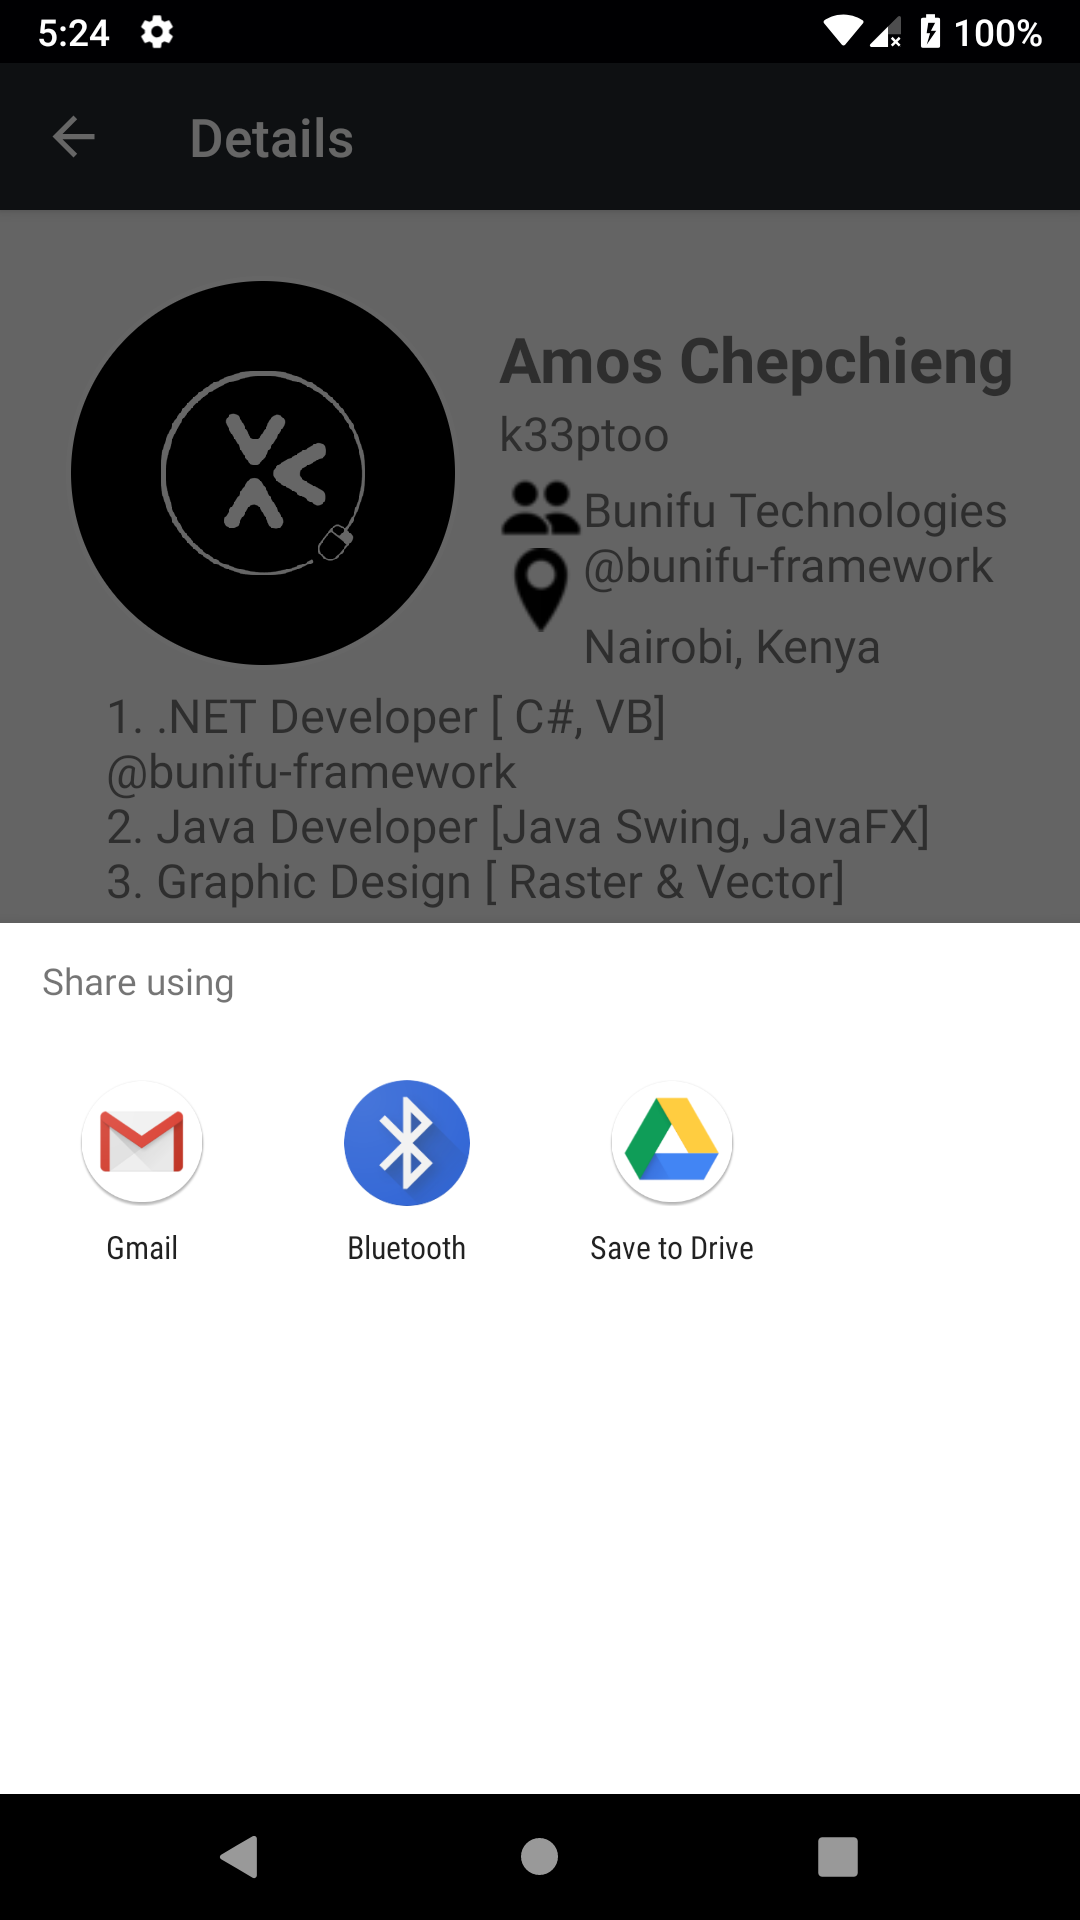 5:24
100%
Details
Amos Chepchieng
k33ptoo
Bunifu Technologies
@bunifu-framework
Nairobi, Kenya
1. .NET Developer [ C#, VB]
@bunifu-framework
2. Java Developer [Java Swing, JavaFX]
3. Graphic Design [ Raster & Vector]
Share using
Gmail
Bluetooth
Save to Drive